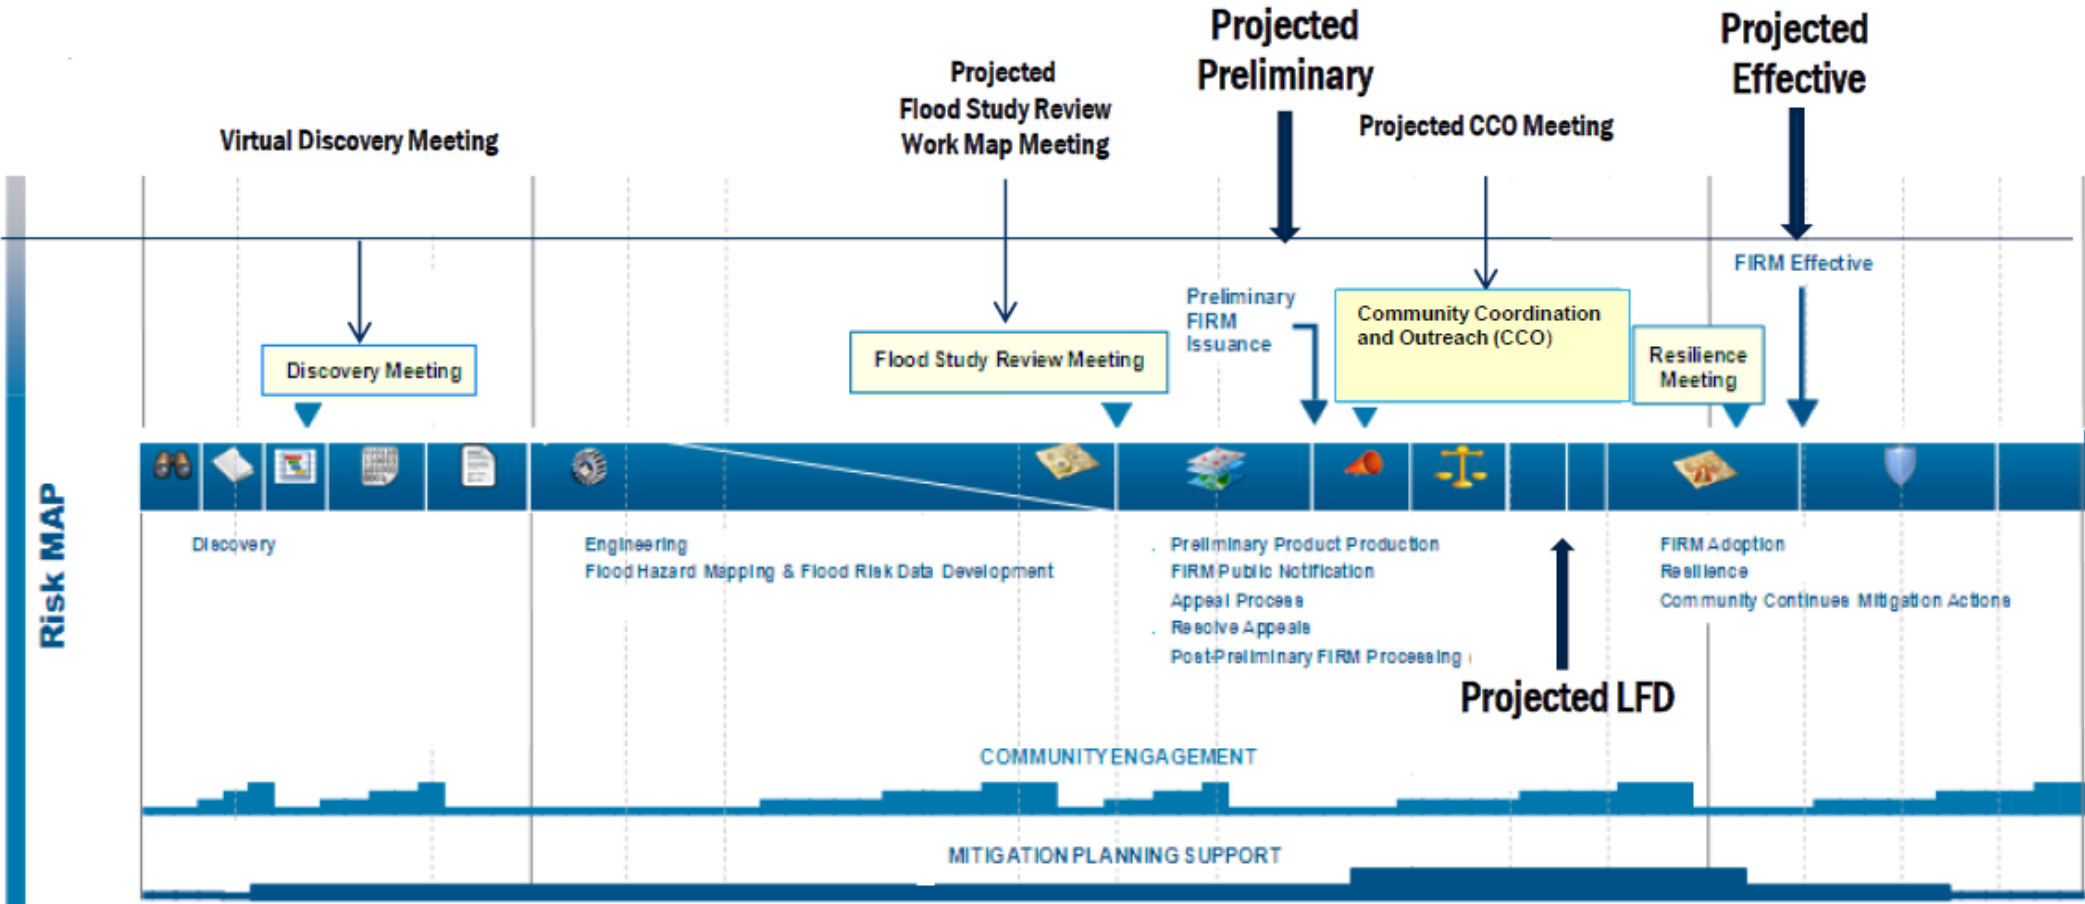 Projected
Preliminary
Projected
Effective
Projected
Flood Study Review
Work Map Meeting
Virtual Discovery Meeting
Projected CCO Meeting
FIRM Effective
Preliminary
FIRM
Issuance
Community Coordination
and Outreach (CCO)
Discovery Meeting
Flood Study Review Meeting
Resilience
Meeting
Risk MAP
Discovery
Engineering
Flood Hazard Mapping & Flood Risk Data Development
Preliminary Product Production
FIRM Public Notification
Appeal Process
Resolve Appeals
Post-Preliminary FIRM Processing
FIRM Adoption
Resilience
Community Continues Mitigation Actions
Projected LFD
COMMUNITY ENGAGEMENT
MITIGATION PLANNING SUPPORT